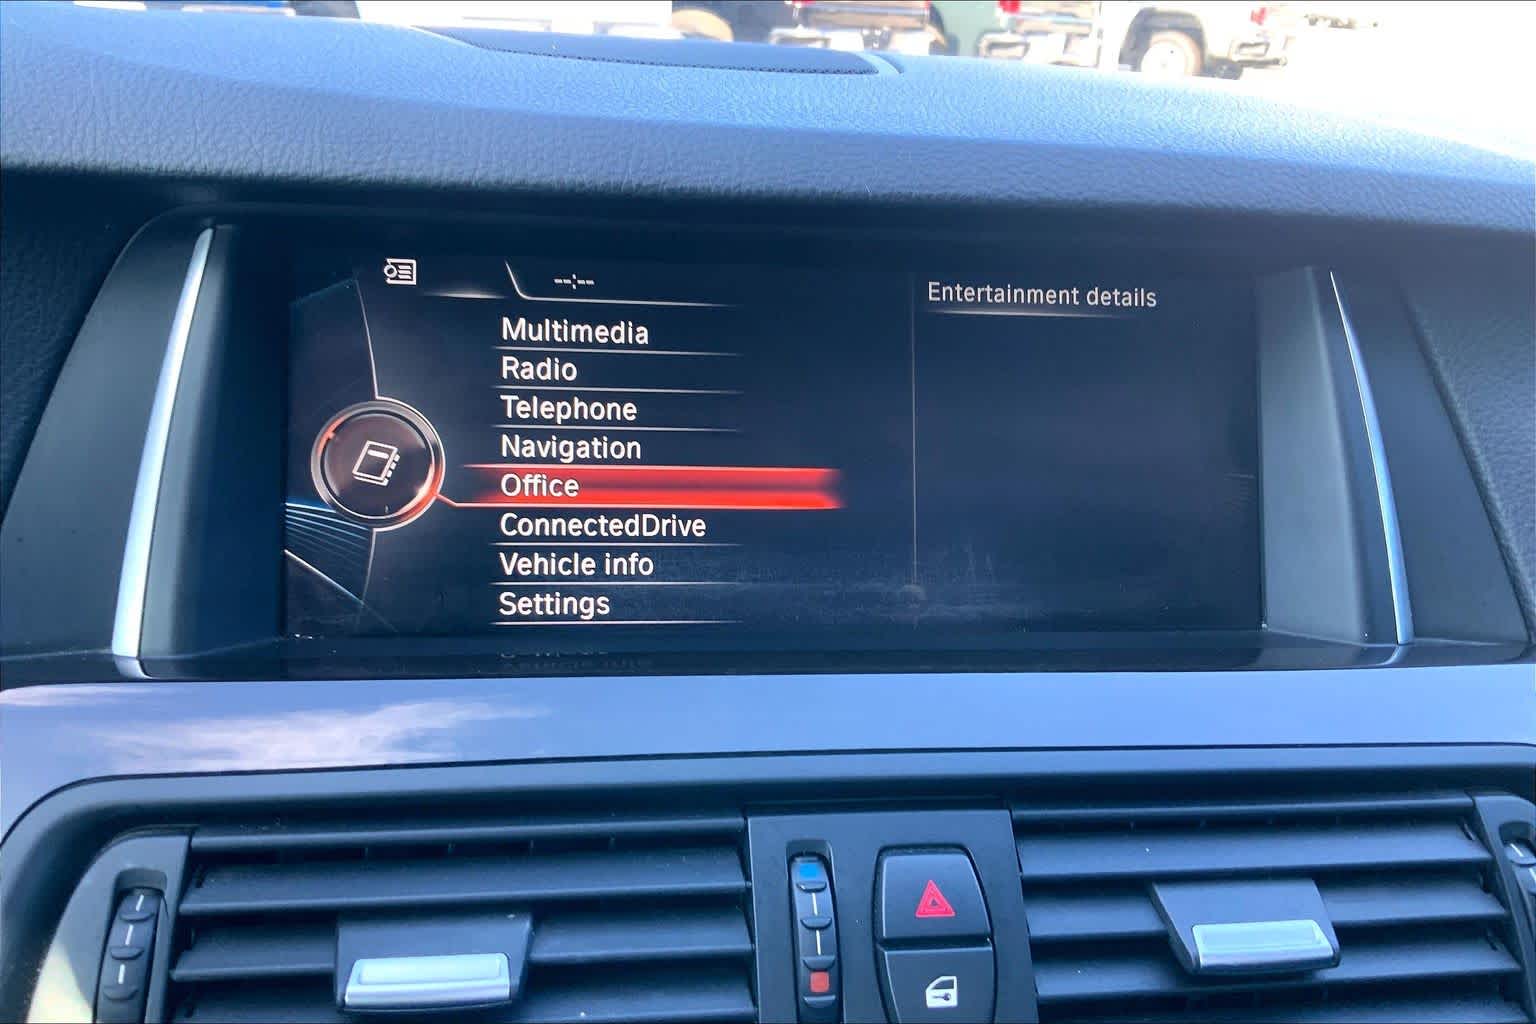 --:--
Entertainment details
Multimedia
Radio
Telephone
Navigation
Office
ConnectedDrive
Vehicle info
Settings